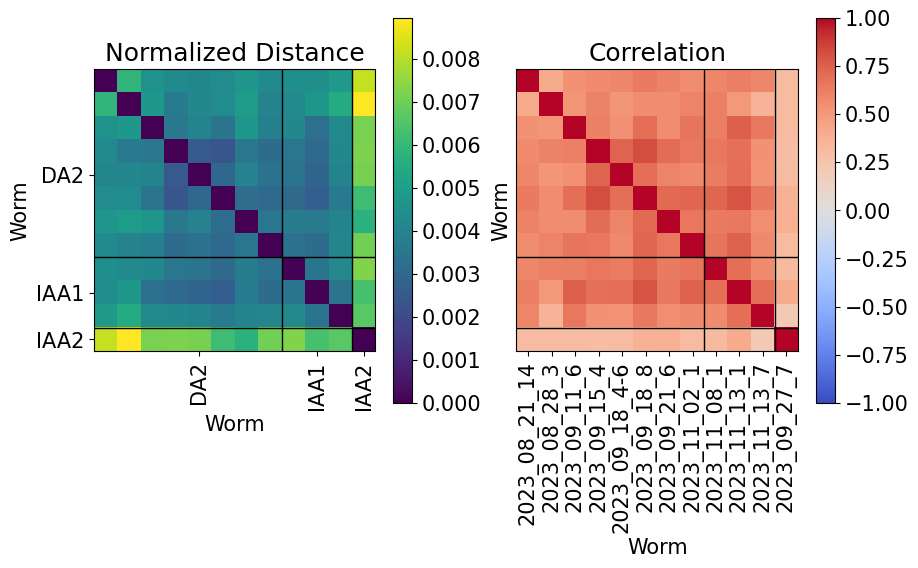 Normalized Distance
Worm
DA2
IAA1
IAA2
DA2
IAA1
IAA2
Worm
0.008
0.007
0.006
0.005
0.004
0.003
0.002
0.001
0.000
Correlation
Worm
2023_08_21_14
2023_08_28_3
2023_09_11_6
2023_09_15_4
2023_09_18_4-6
2023_09_18_8
2023_09_21_6
2023_11_02_1
2023_11_08_1
2023_11_13_1
2023_11_13_7
2023_09_27_7
Worm
1.00
0.75
0.50
0.25
0.00
−0.25
−0.50
−0.75
−1.00